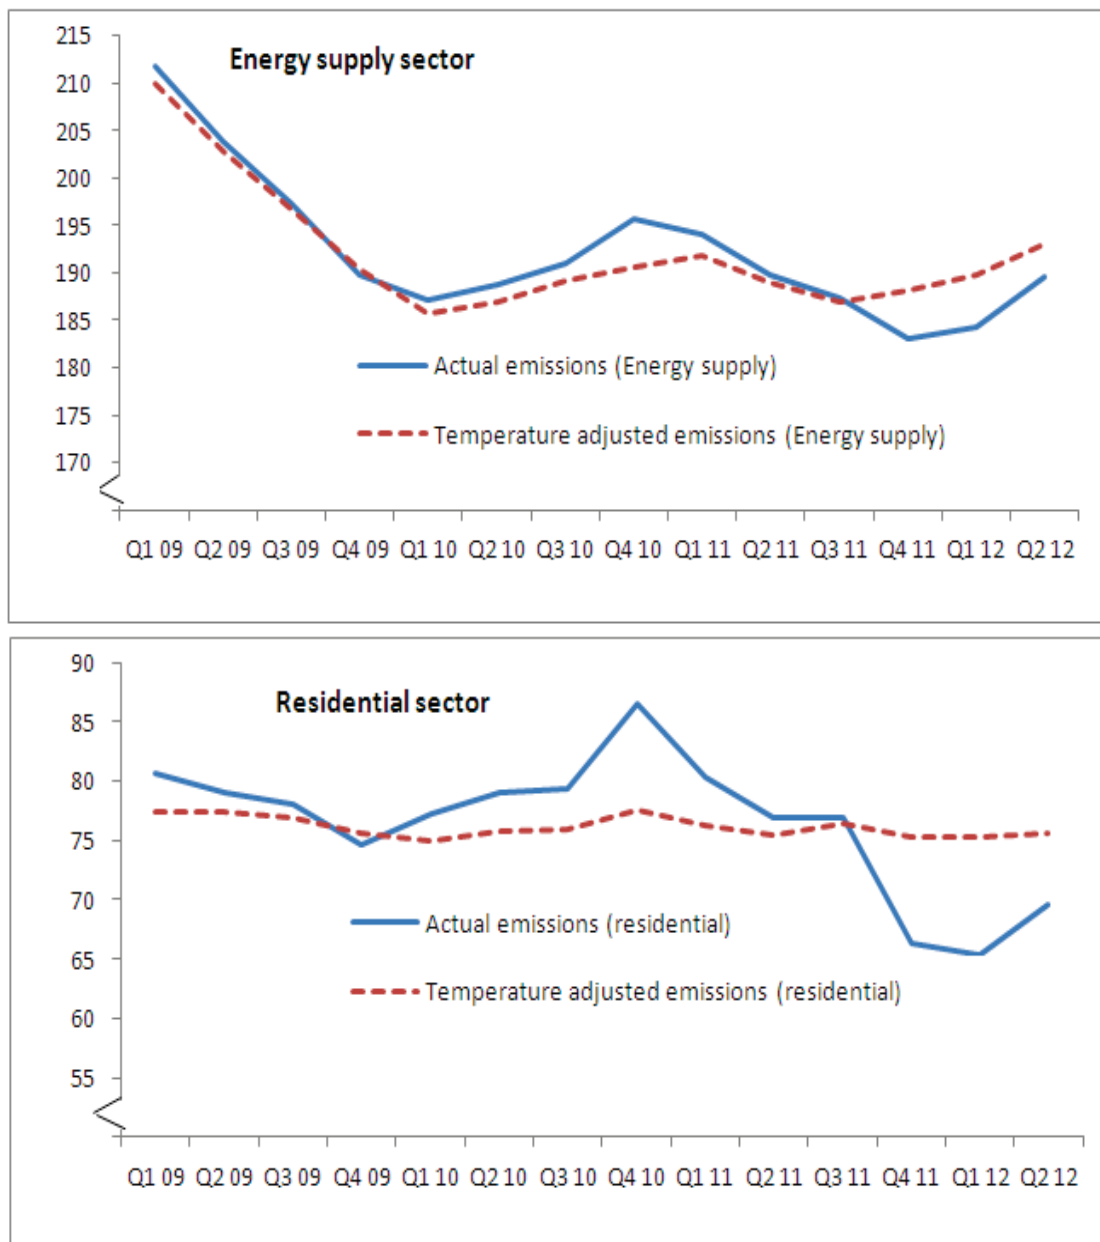 Energy supply sector
215
210
205
200
195
190
185
180
175
170
Actual emissions (Energy supply)
Temperature adjusted emissions (Energy supply)
Q1 09 Q2 09 Q3 09 Q4 09 Q1 10 Q2 10 Q3 10 Q4 10 Q1 11 Q2 11 Q3 11 Q4 11 Q1 12 Q2 12
Residential sector
90
85
80
75
70
65
60
55
Actual emissions (residential)
Temperature adjusted emissions (residential)
Q1 09 Q2 09 Q3 09 Q4 09 Q1 10 Q2 10 Q3 10 Q4 10 Q1 11 Q2 11 Q3 11 Q4 11 Q1 12 Q2 12